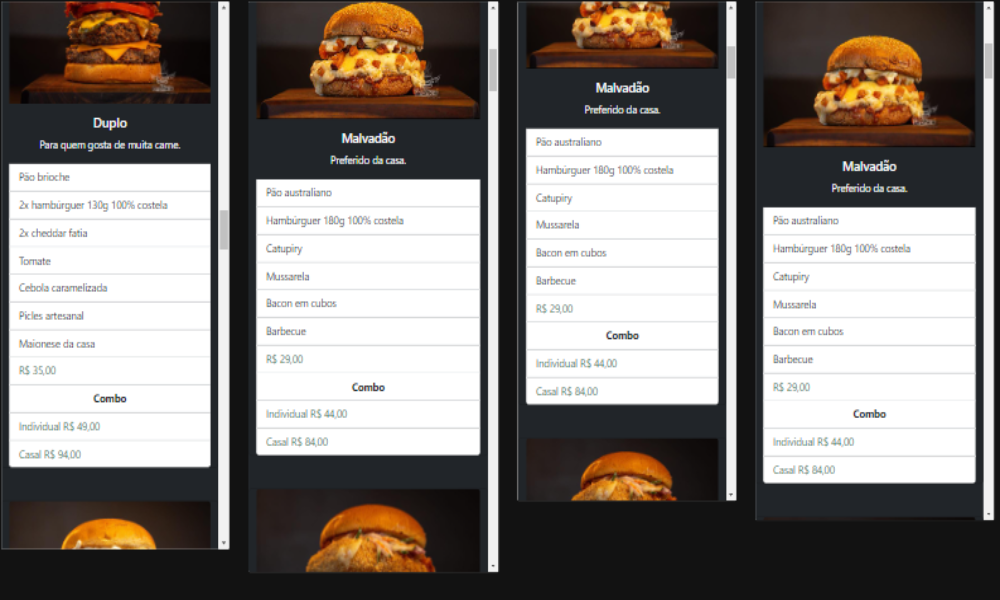 Duplo
Para quem gosta de muita carne.
Pão brioche
2x hambúrguer 130g 100% costela
2x cheddar fatia
Tomate
Cebola caramelizada
Picles artesanal
Maionese da casa
R$ 35,00
Combo
Individual R$ 49,00
Casal R$ 94,00
Malvadão
Preferido da casa.
Pão australiano
Hambúrguer 180g 100% costela
Catupiry
Mussarela
Bacon em cubos
Barbecue
R$ 29,00
Combo
Individual R$ 44,00
Casal R$ 84,00
Malvadão
Preferido da casa.
Pão australiano
Hambúrguer 180g 100% costela
Catupiry
Mussarela
Bacon em cubos
Barbecue
R$ 29,00
Combo
Individual R$ 44,00
Casal R$ 84,00
Malvadão
Preferido da casa.
Pão australiano
Hambúrguer 180g 100% costela
Catupiry
Mussarela
Bacon em cubos
Barbecue
R$ 29,00
Combo
Individual R$ 44,00
Casal R$ 84,00